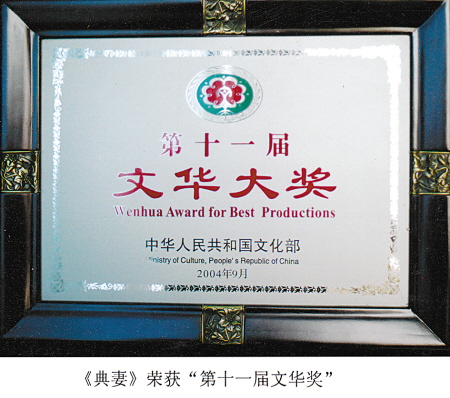 第十一届
文华大奖
Wenhua Award for Best Productions
中华人民共和国文化部
inistry of Culture, People's Republic of China
2004年9月
《典妻》荣获“第十一届文华奖”